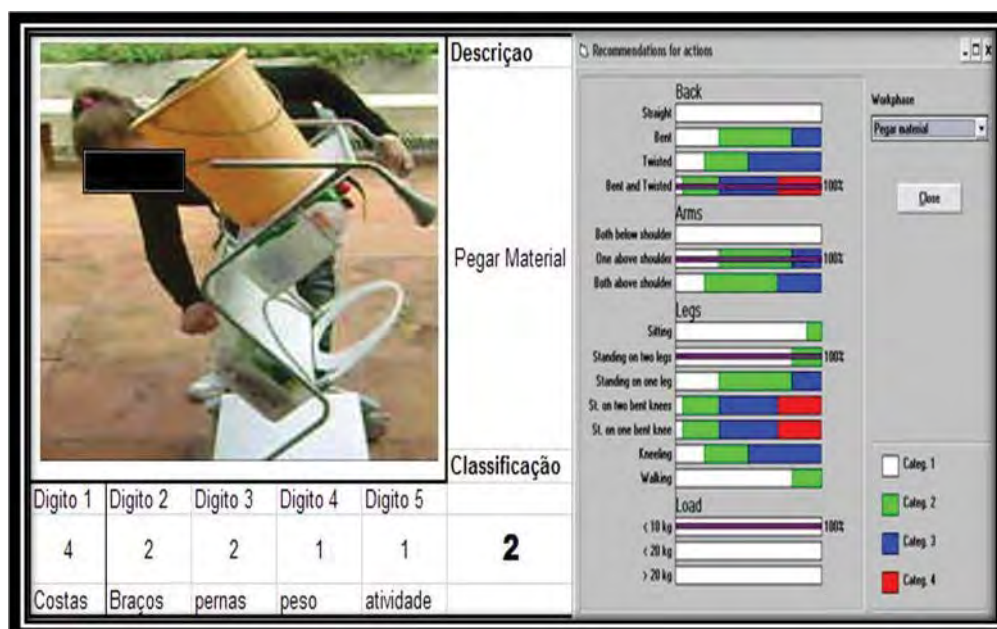 Descriçao
Pegar Material
Classificação
Digito 1 Digito 2 Digito 3 Digito 4 Digito 5
4 2 2 1 1 2
Costas Braços pernas peso atividade
Recommendations for actions
Back
Straight
Bent
Twisted
Bent and Twisted 100%
Arms
Both below shoulder
One above shoulder 100%
Both above shoulder
Legs
Sitting
Standing on two legs 100%
Standing on one leg
St. on two bent knees
St. on one bent knee
Kneeling
Walking
Load
< 10 kg 100%
< 20 kg
> 20 kg
Workphase
Pegar material
Close
Categ. 1
Categ. 2
Categ. 3
Categ. 4